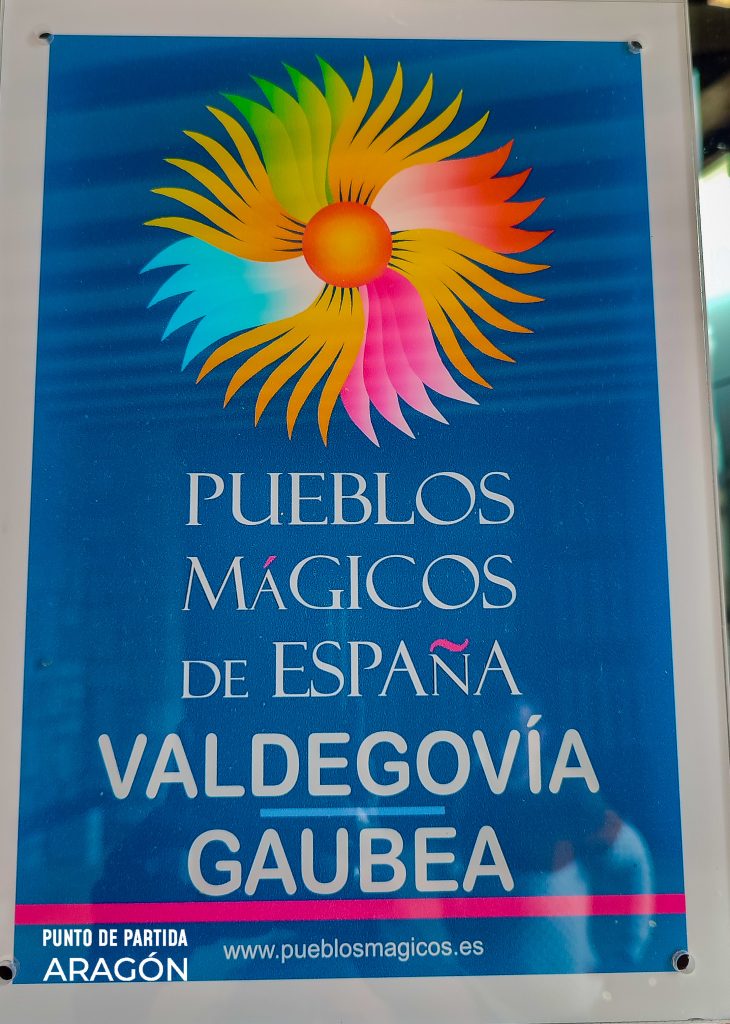 PUEBLOS
MÁGICOS
DE ESPAÑA
VALDEGOVÍA
GAUBEA
www.pueblosmagicos.es
PUNTO DE PARTIDA
ARAGÓN